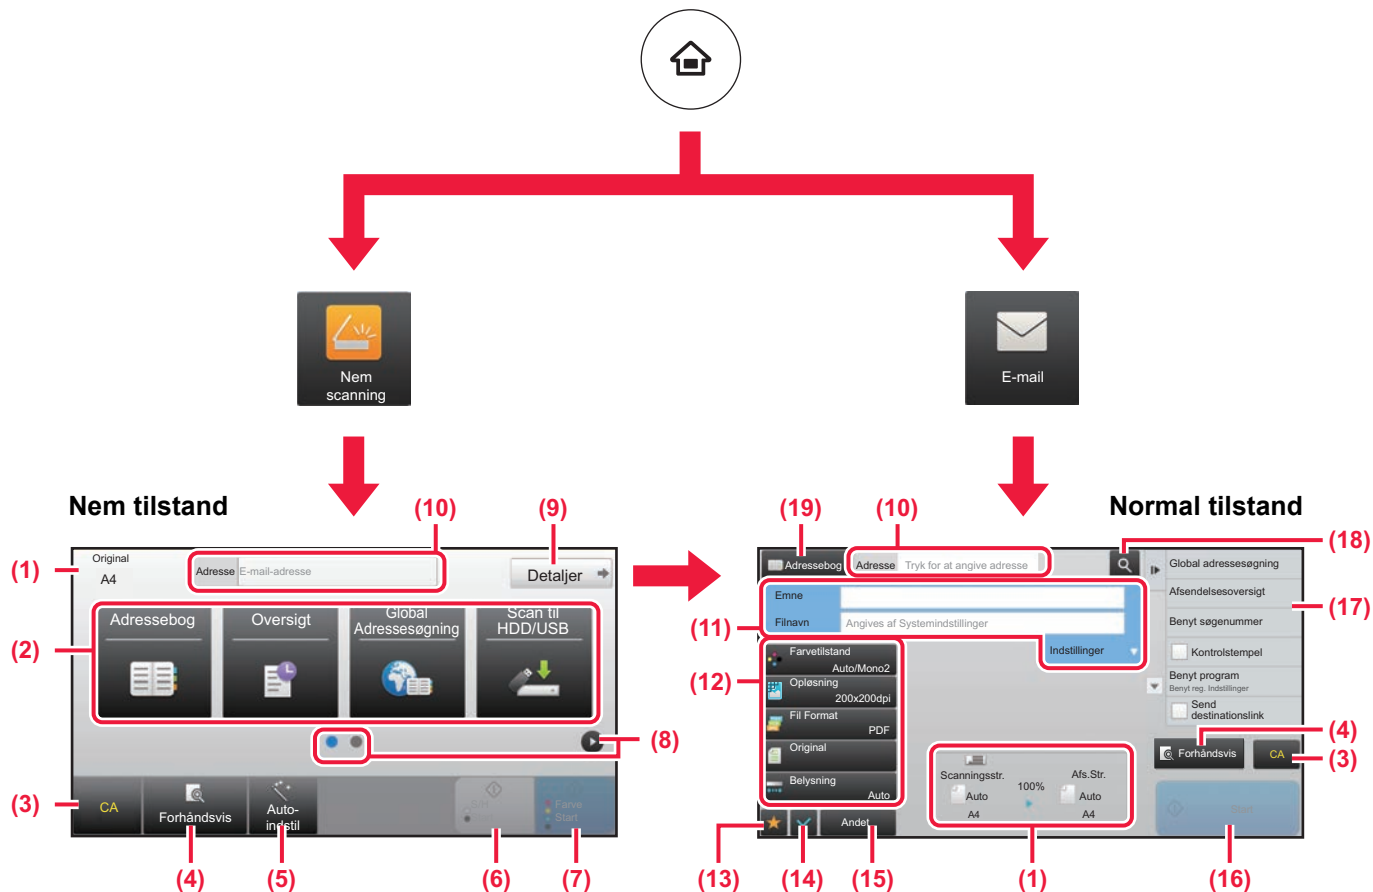 Nem
scanning
E-mail
Nem tilstand
(10)
(9)
(19)
(10)
Normal tilstand
(18)
(1)
Original
A4
Adresse
E-mail-adresse
Detaljer
(2)
Adressebog
Oversigt
Global
Adressesøgning
Scan til
HDD/USB
(8)
(3)
CA
Forhåndsvis
Auto-
indstil
Farve
Start
(4)
(5)
(6)
(7)
Adressebog
Adresse
Tryk for at angive adresse
Emne
Filnavn
Angives af Systemindstillinger
Indstillinger
(11)
(12)
Farvetilstand
Auto/Mono2
Opløsning
200x200dpi
Fil Format
PDF
Original
Belysning
Auto
Andet
Scanningsstr.
Auto
A4
100%
Afs.Str.
Auto
A4
Global adressesøgning
Afsendelsesoversigt
Benyt søgenummer
Kontrolstempel
Benyt program
Benyt reg. Indstillinger
Send
destinationslink
(17)
(4)
Forhåndsvis
CA
(3)
Start
(13)
(14)
(15)
(1)
(16)